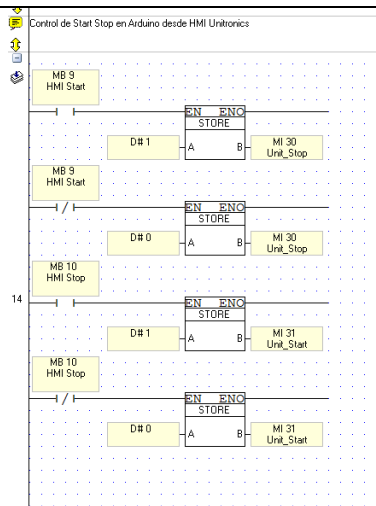 Control de Start Stop en Arduino desde HMI Unitronics
MB 9
HMI Start
EN ENO
STORE
D# 1
A B
MI 30
Unit_Stop
MB 9
HMI Start
EN ENO
STORE
D# 0
A B
MI 30
Unit_Stop
MB 10
HMI Stop
14
EN ENO
STORE
D# 1
A B
MI 31
Unit_Start
MB 10
HMI Stop
EN ENO
STORE
D# 0
A B
MI 31
Unit_Start